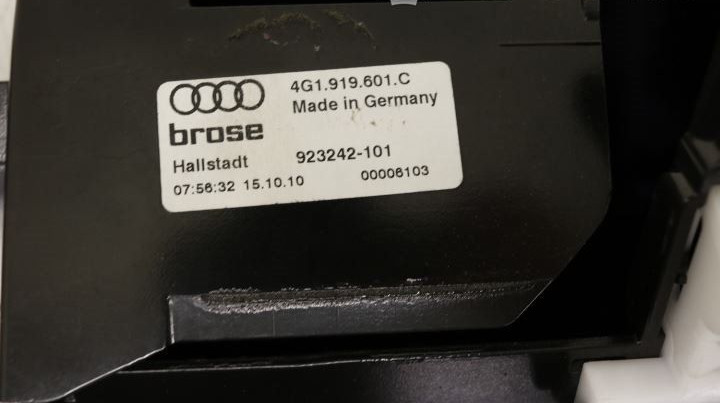 4G1.919.601.C
Made in Germany
brose
Hallstadt 923242-101
07:56:32 15.10.10 00006103